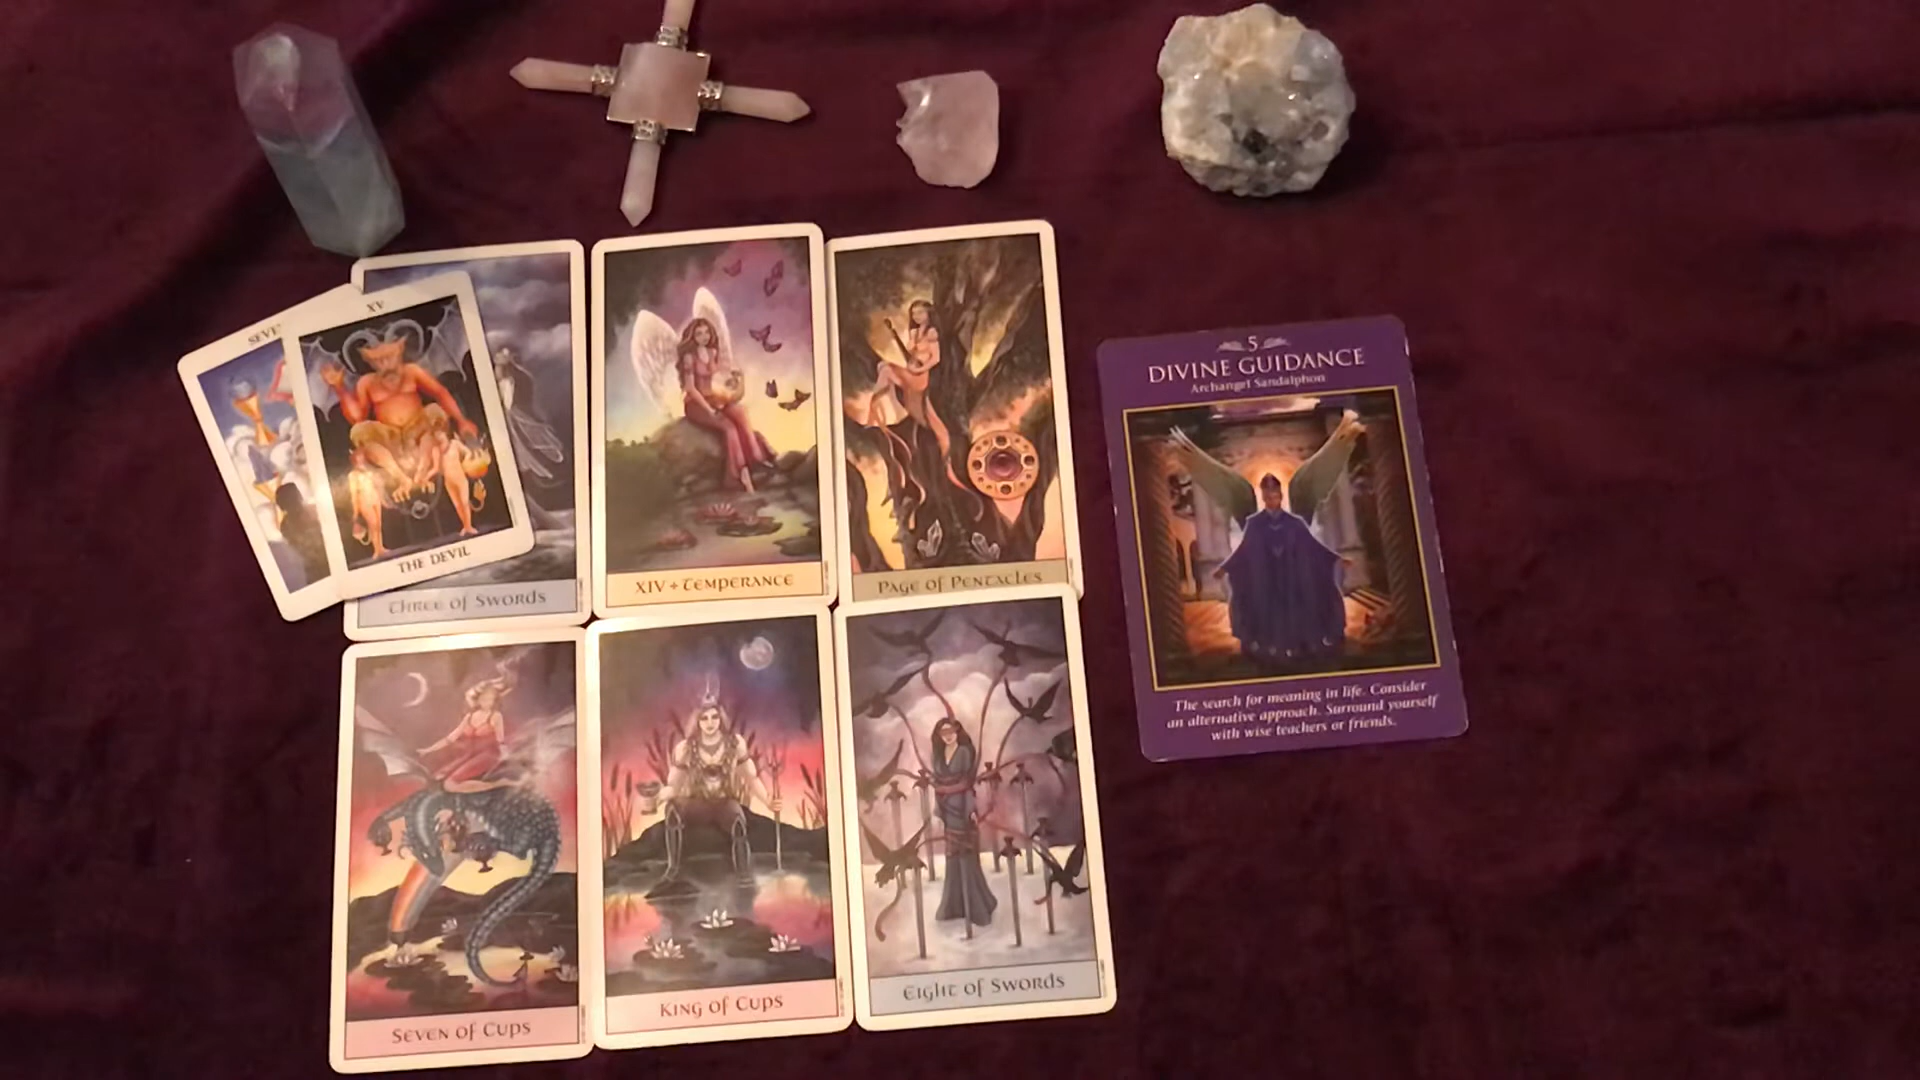 SEVE
XV
THE DEVIL
THREE of SWORDS
XIV + TEMPERANCE
PAGE of PENTACLES
5
DIVINE GUIDANCE
Archangel Sandalphon
The search for meaning in life. Consider
an alternative approach. Surround yourself
with wise teachers or friends.
SEVEN of CUPS
KING of CUPS
EIGHT of SWORDS